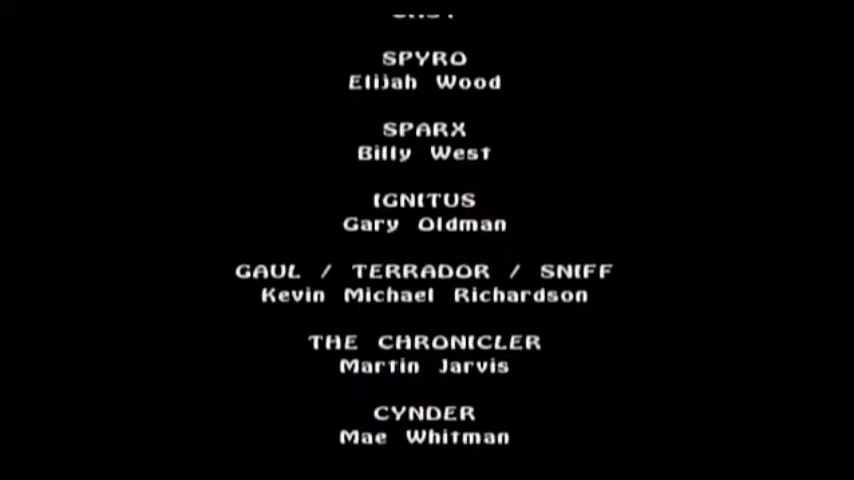 SPYRO
Elijah Wood
SPARX
Billy West
IGNITUS
Gary Oldman
GAUL / TERRADOR / SNIFF
Kevin Michael Richardson
THE CHRONICLER
Martin Jarvis
CYNDER
Mae Whitman